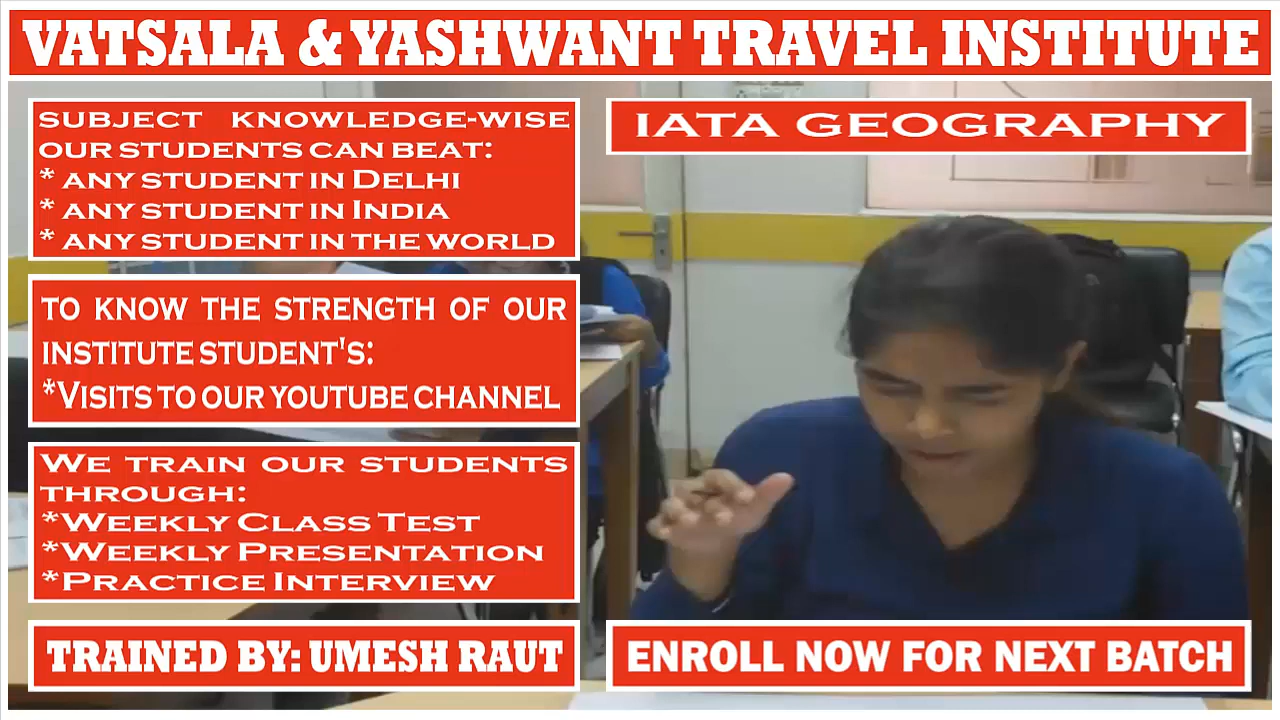 VATSALA & YASHWANT TRAVEL INSTITUTE
SUBJECT KNOWLEDGE-WISE
OUR STUDENTS CAN BEAT:
* ANY STUDENT IN DELHI
* ANY STUDENT IN INDIA
* ANY STUDENT IN THE WORLD
TO KNOW THE STRENGTH OF OUR
INSTITUTE STUDENT'S:
*VISITS TO OUR YOUTUBE CHANNEL
WE TRAIN OUR STUDENTS
THROUGH:
*WEEKLY CLASS TEST
*WEEKLY PRESENTATION
*PRACTICE INTERVIEW
TRAINED BY: UMESH RAUT
IATA GEOGRAPHY
ENROLL NOW FOR NEXT BATCH